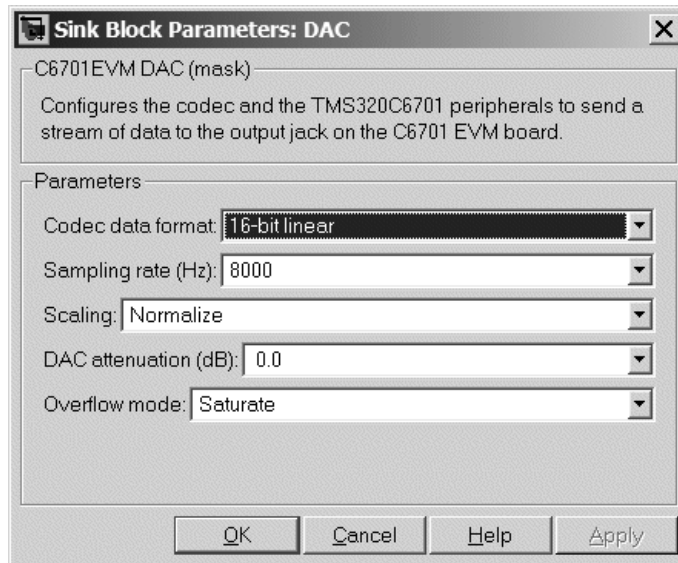 Sink Block Parameters: DAC
C6701EVM DAC (mask)
Configures the codec and the TMS320C6701 peripherals to send a
stream of data to the output jack on the C6701 EVM board.
Parameters
Codec data format: 16-bit linear
Sampling rate (Hz): 8000
Scaling: Normalize
DAC attenuation (dB): 0.0
Overflow mode: Saturate
OK Cancel Help Apply